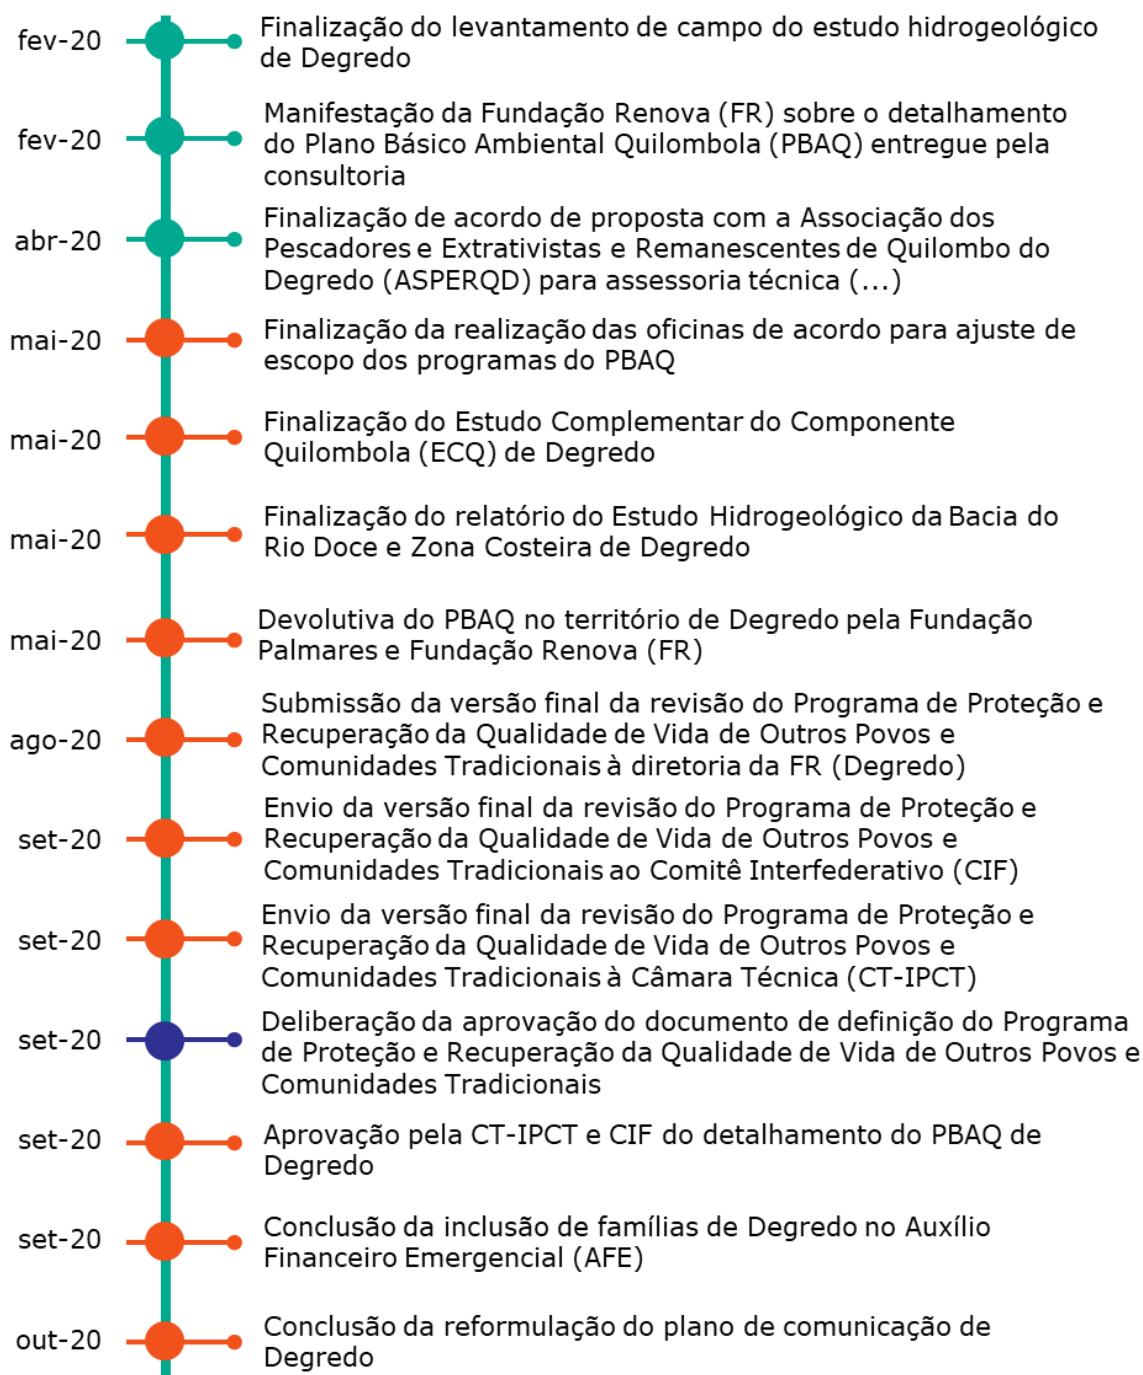 fev-20
Finalização do levantamento de campo do estudo hidrogeológico
de Degredo
fev-20
Manifestação da Fundação Renova (FR) sobre o detalhamento
do Plano Básico Ambiental Quilombola (PBAQ) entregue pela
consultoria
abr-20
Finalização de acordo de proposta com a Associação dos
Pescadores e Extrativistas e Remanescentes de Quilombo do
Degredo (ASPERQD) para assessoria técnica (...)
mai-20
Finalização da realização das oficinas de acordo para ajuste de
escopo dos programas do PBAQ
mai-20
Finalização do Estudo Complementar do Componente
Quilombola (ECQ) de Degredo
mai-20
Finalização do relatório do Estudo Hidrogeológico da Bacia do
Rio Doce e Zona Costeira de Degredo
mai-20
Devolutiva do PBAQ no território de Degredo pela Fundação
Palmares e Fundação Renova (FR)
ago-20
Submissão da versão final da revisão do Programa de Proteção e
Recuperação da Qualidade de Vida de Outros Povos e
Comunidades Tradicionais à diretoria da FR (Degredo)
set-20
Envio da versão final da revisão do Programa de Proteção e
Recuperação da Qualidade de Vida de Outros Povos e
Comunidades Tradicionais ao Comitê Interfederativo (CIF)
set-20
Envio da versão final da revisão do Programa de Proteção e
Recuperação da Qualidade de Vida de Outros Povos e
Comunidades Tradicionais à Câmara Técnica (CT-IPCT)
set-20
Deliberação da aprovação do documento de definição do Programa
de Proteção e Recuperação da Qualidade de Vida de Outros Povos e
Comunidades Tradicionais
set-20
Aprovação pela CT-IPCT e CIF do detalhamento do PBAQ de
Degredo
set-20
Conclusão da inclusão de famílias de Degredo no Auxílio
Financeiro Emergencial (AFE)
out-20
Conclusão da reformulação do plano de comunicação de
Degredo